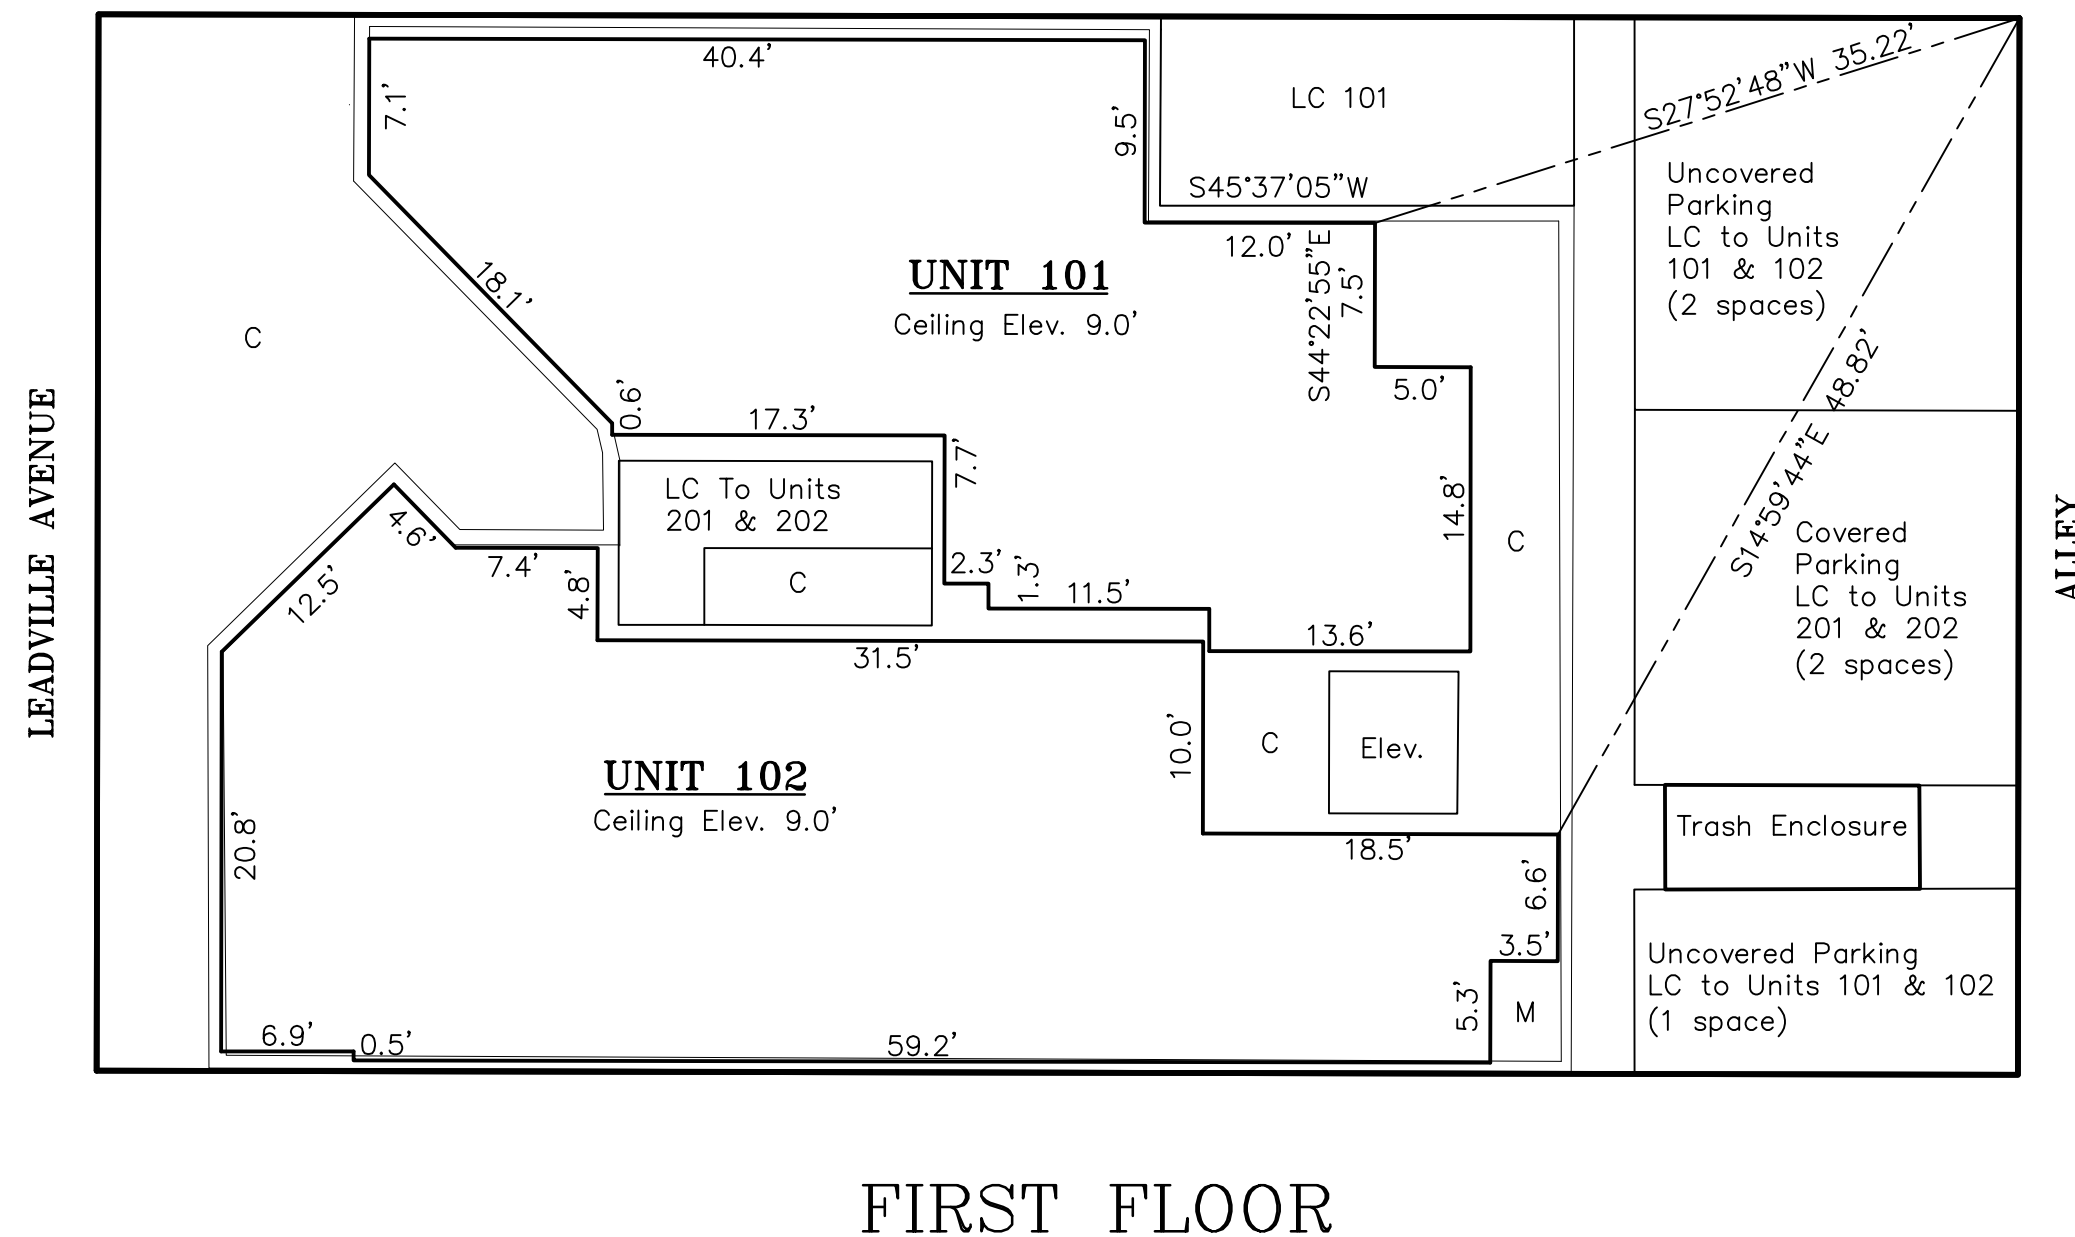 40.4'
7.1'
9.5'
LC 101
S27°52'48"W 35.22'
S45°37'05"W
12.0'
S44°22'55"E
7.5'
Uncovered
Parking
LC to Units
101 & 102
(2 spaces)
18.1'
UNIT 101
Ceiling Elev. 9.0'
C
5.0'
0.6'
17.3'
7.7'
14.8'
C
S14°59'44"E 48.82'
LEADVILLE AVENUE
ALLEY
LC To Units
201 & 202
C
4.6'
7.4'
4.8'
12.5'
2.3'
1.3'
11.5'
13.6'
Covered
Parking
LC to Units
201 & 202
(2 spaces)
31.5'
10.0'
C
Elev.
UNIT 102
Ceiling Elev. 9.0'
20.8'
18.5'
6.6'
Trash Enclosure
3.5'
5.3'
M
Uncovered Parking
LC to Units 101 & 102
(1 space)
6.9'
0.5'
59.2'
FIRST FLOOR